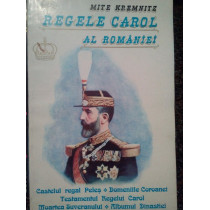 MITE KREMNITZ
REGELE CAROL
AL ROMÂNIEI
Castelul regal Peleș + Domeniile Coroanei
Testamentul Regelui Carol
Moartea Suveranului + Albumul Dinastiei